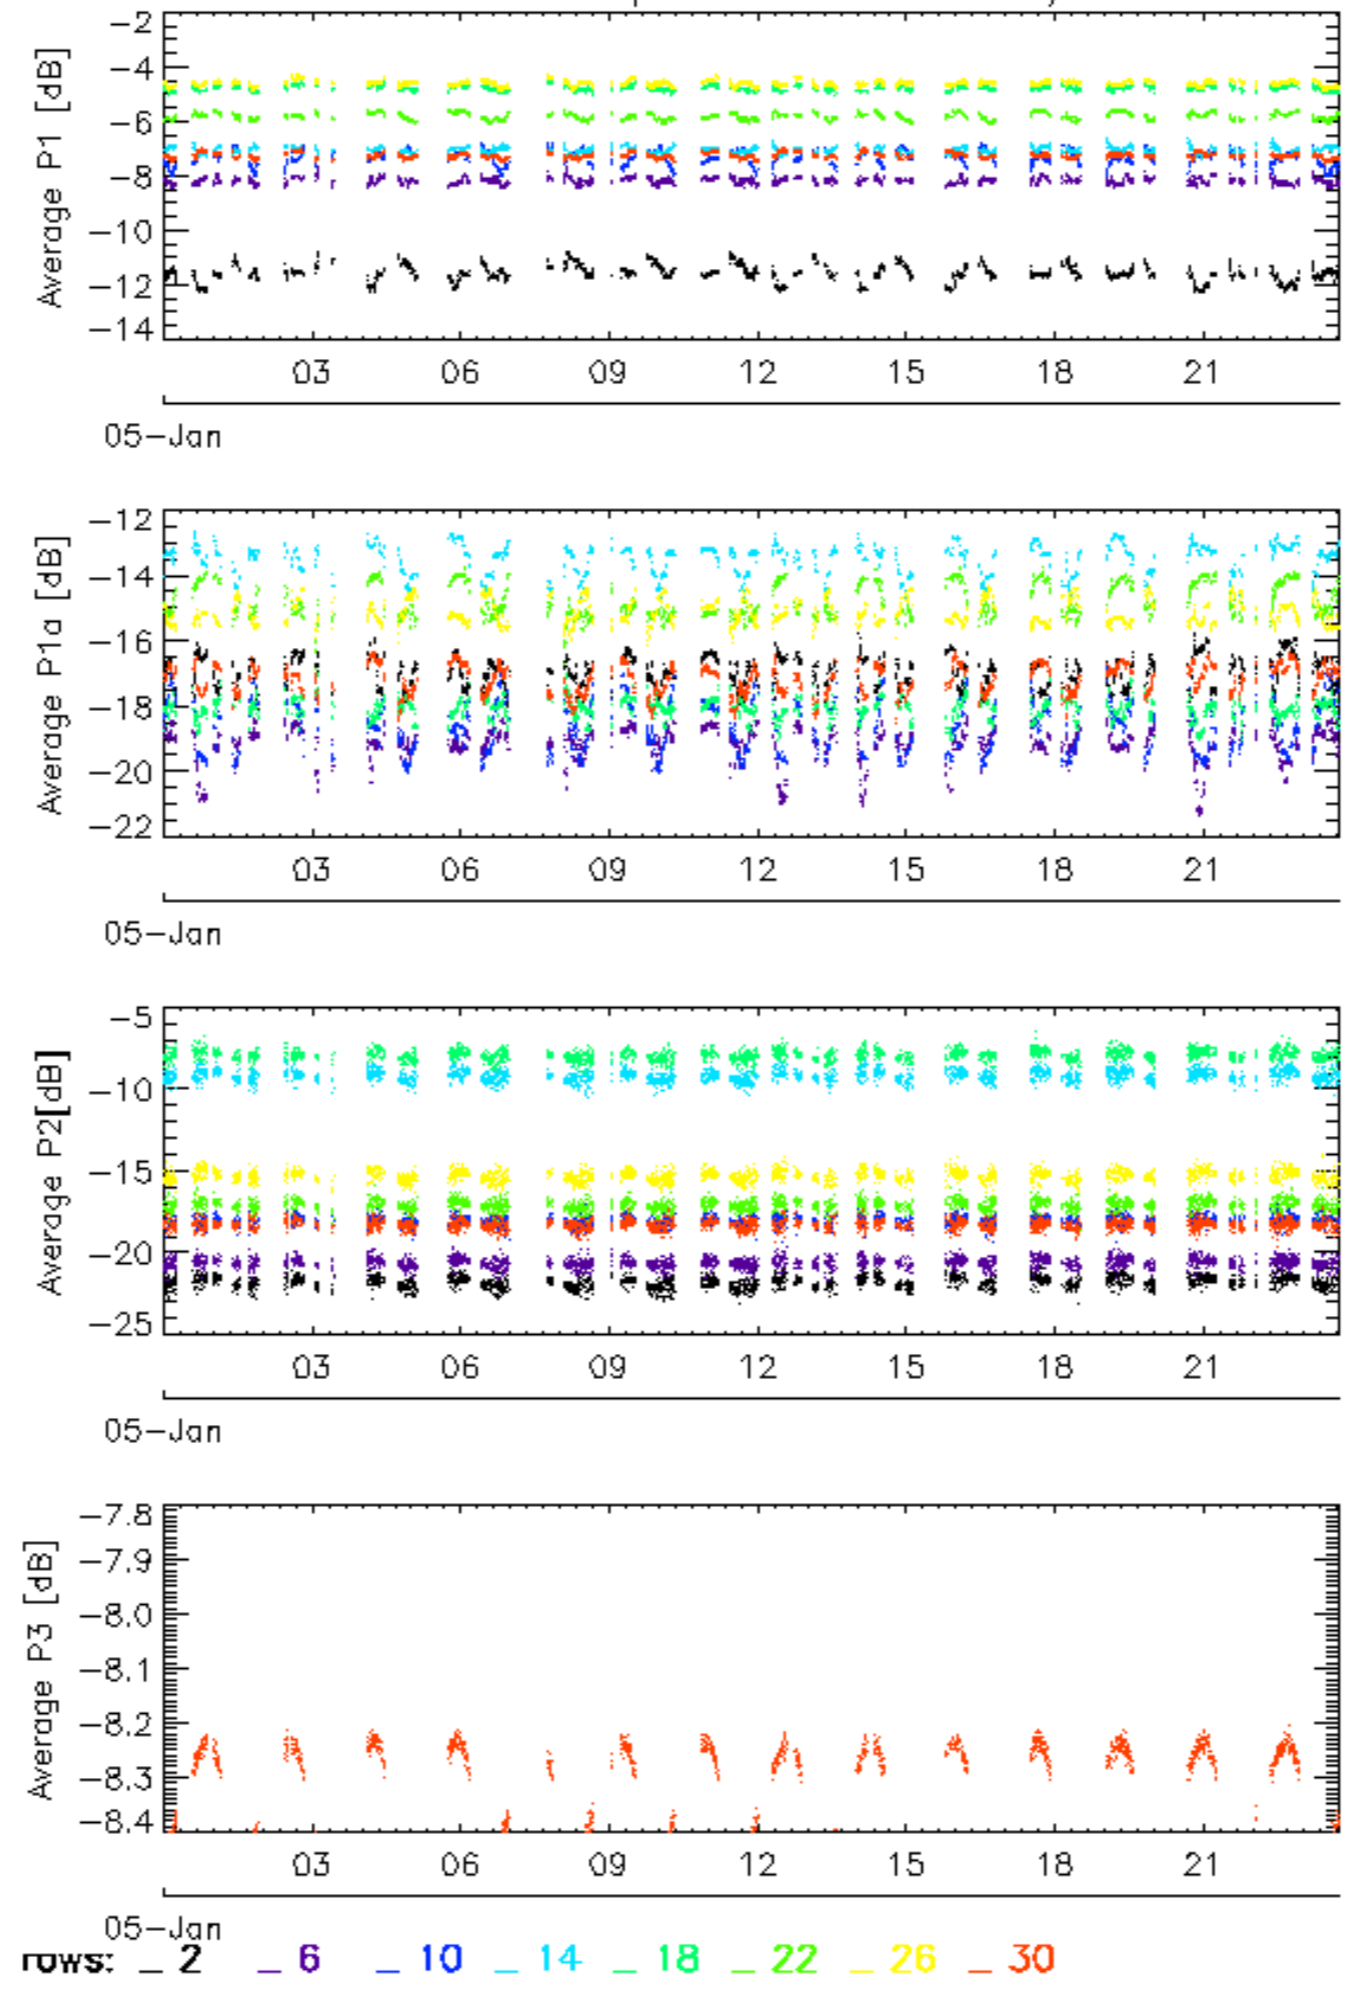 Average P1 [dB]
-2
-4
-6
-8
-10
-12
-14
03 06 09 12 15 18 21
05-Jan
Average P1a [dB]
-12
-14
-16
-18
-20
-22
03 06 09 12 15 18 21
05-Jan
Average P2[dB]
-5
-10
-15
-20
-25
03 06 09 12 15 18 21
05-Jan
Average P3 [dB]
-7.8
-7.9
-8.0
-8.1
-8.2
-8.3
-8.4
03 06 09 12 15 18 21
05-Jan
rows: _ 2 _ 6 _ 10 _ 14 _ 18 _ 22 _ 26 _ 30